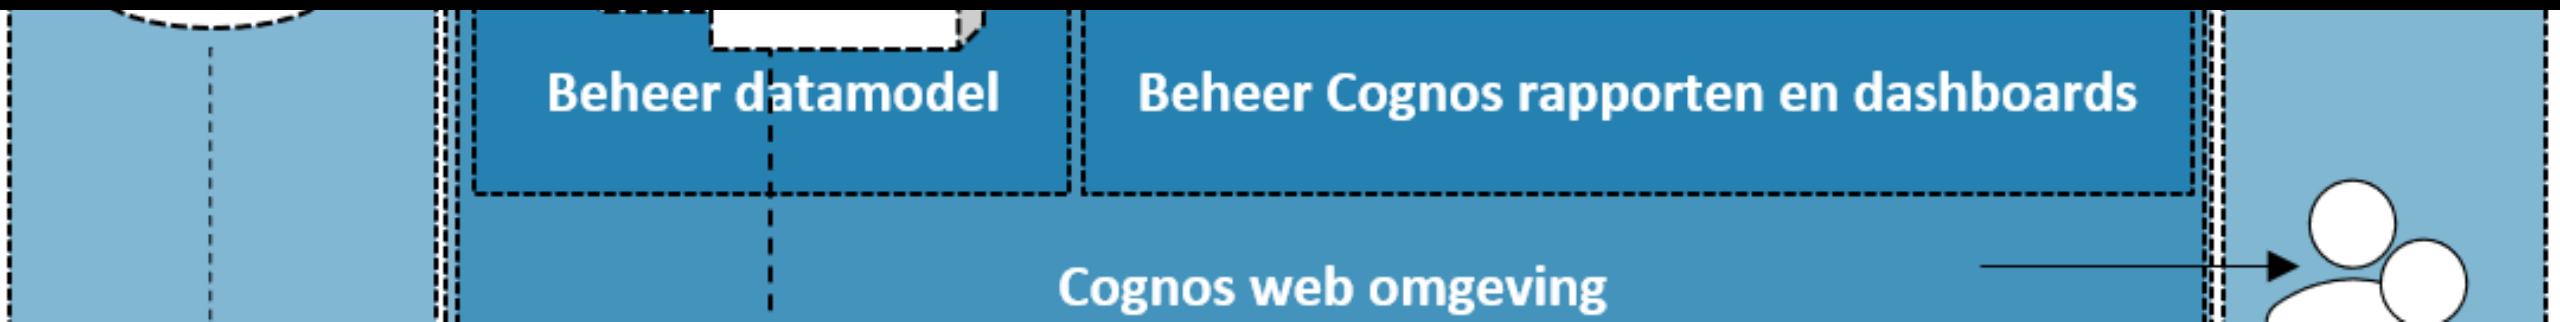 Beheer datamodel
Beheer Cognos rapporten en dashboards
Cognos web omgeving